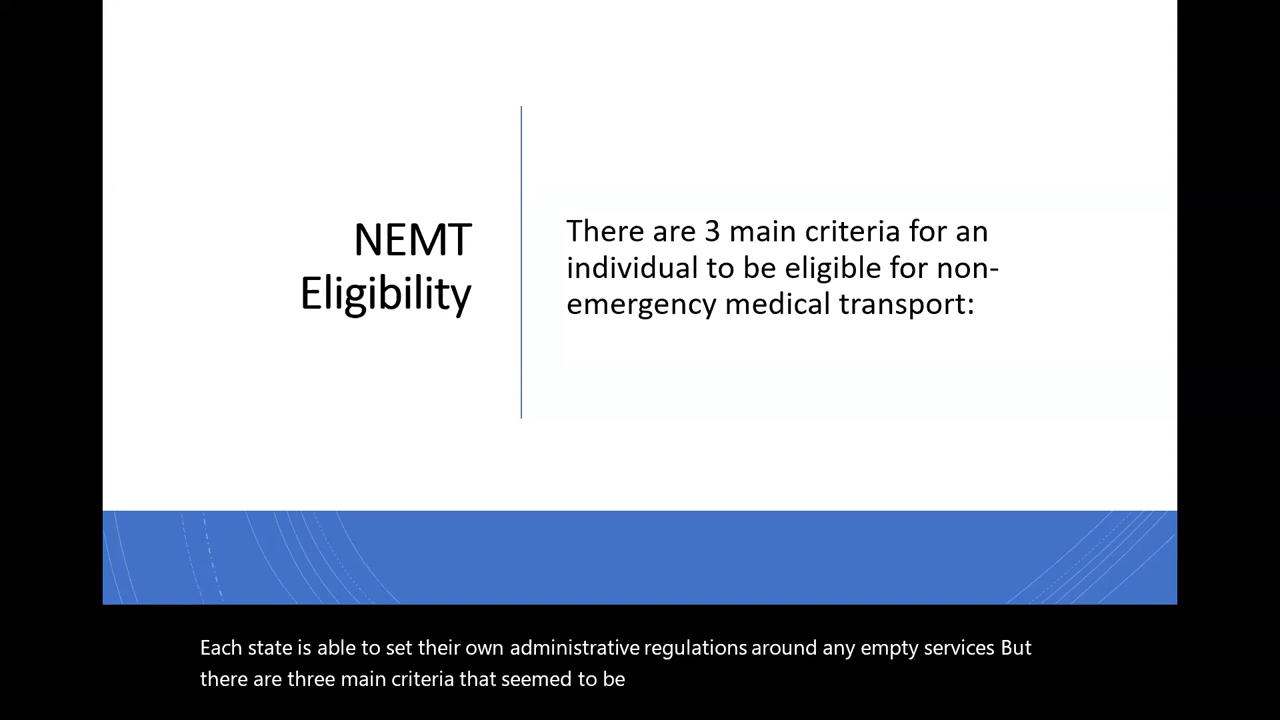 NEMT
Eligibility
There are 3 main criteria for an
individual to be eligible for non-
emergency medical transport:
Each state is able to set their own administrative regulations around any empty services But
there are three main criteria that seemed to be